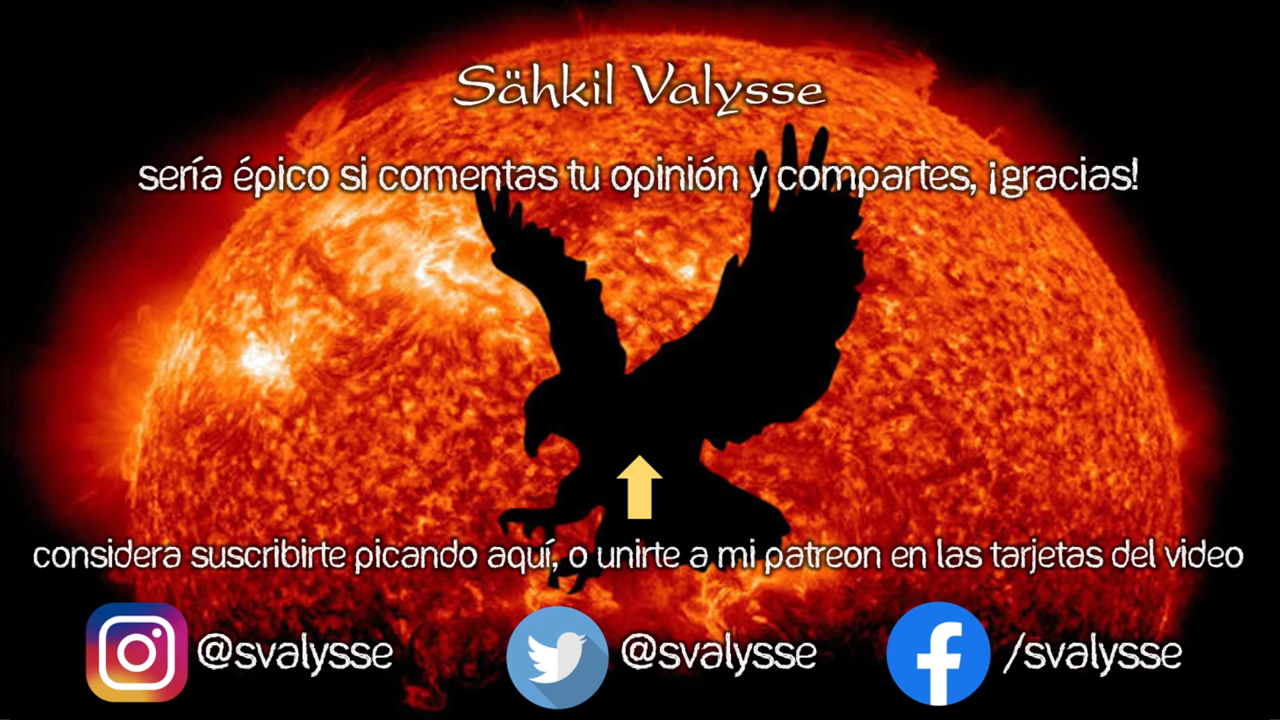 Sähkil Valysse
sería épico si comentas tu opinión y compartes, ¡gracias!
considera suscribirte picando aquí, o unirte a mi patreon en las tarjetas del video
@svalysse @svalysse /svalysse